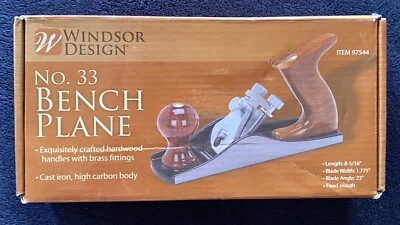 WINDSOR
DESIGN®
ITEM 97544
No. 33
BENCH
PLANE
• Exquisitely crafted hardwood
handles with brass fittings
• Cast iron, high carbon body
• Length: 8-5/16"
• Blade Width: 1.775"
• Blade Angle: 23°
• Fixed mouth